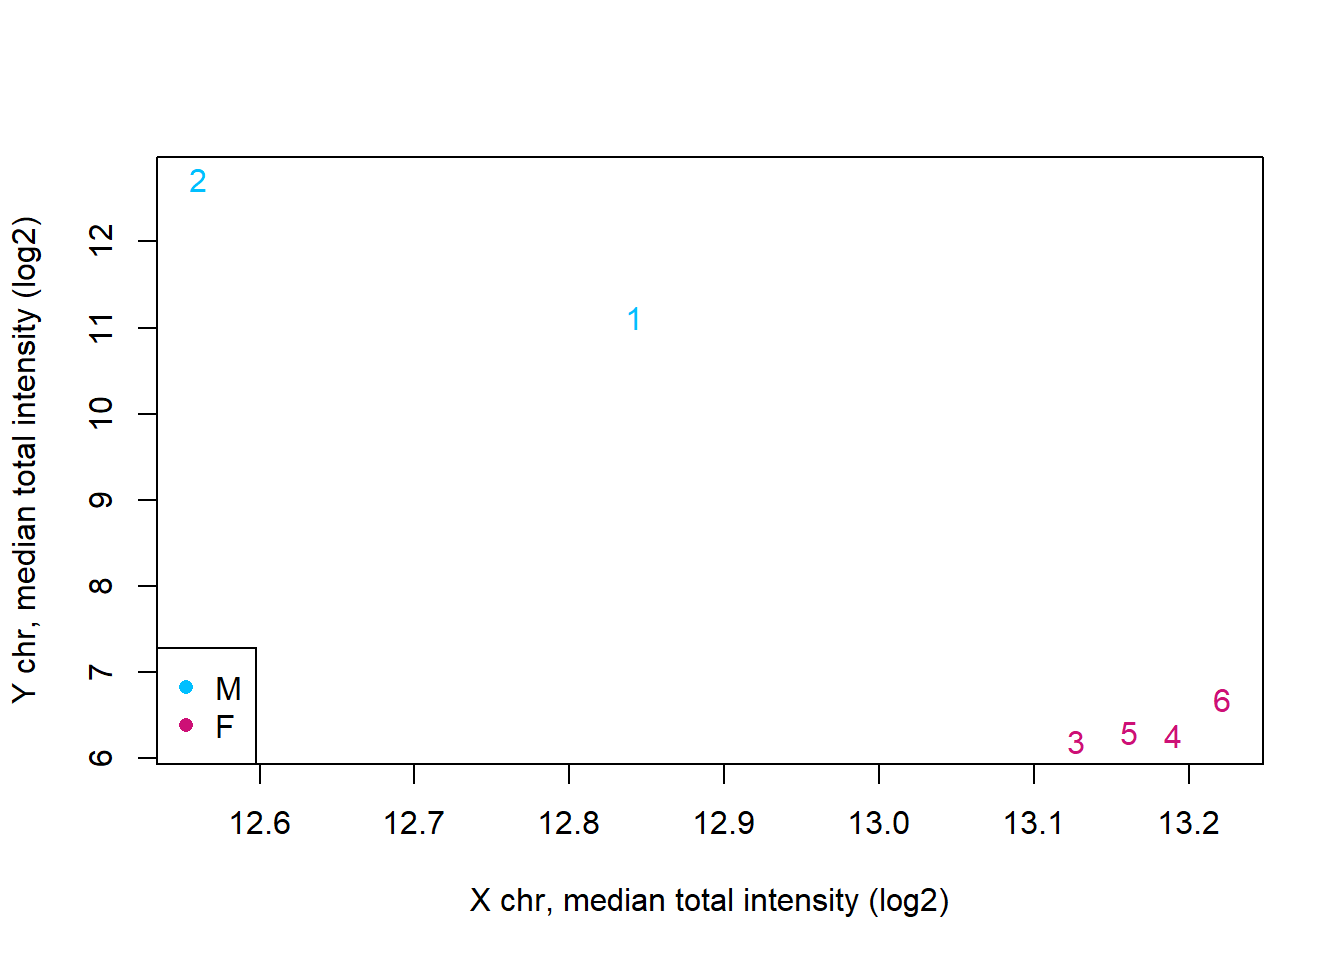 2
1
6
5
4
3
Y chr, median total intensity (log2)
12
11
10
9
8
7
6
M
F
12.6 12.7 12.8 12.9 13.0 13.1 13.2
X chr, median total intensity (log2)